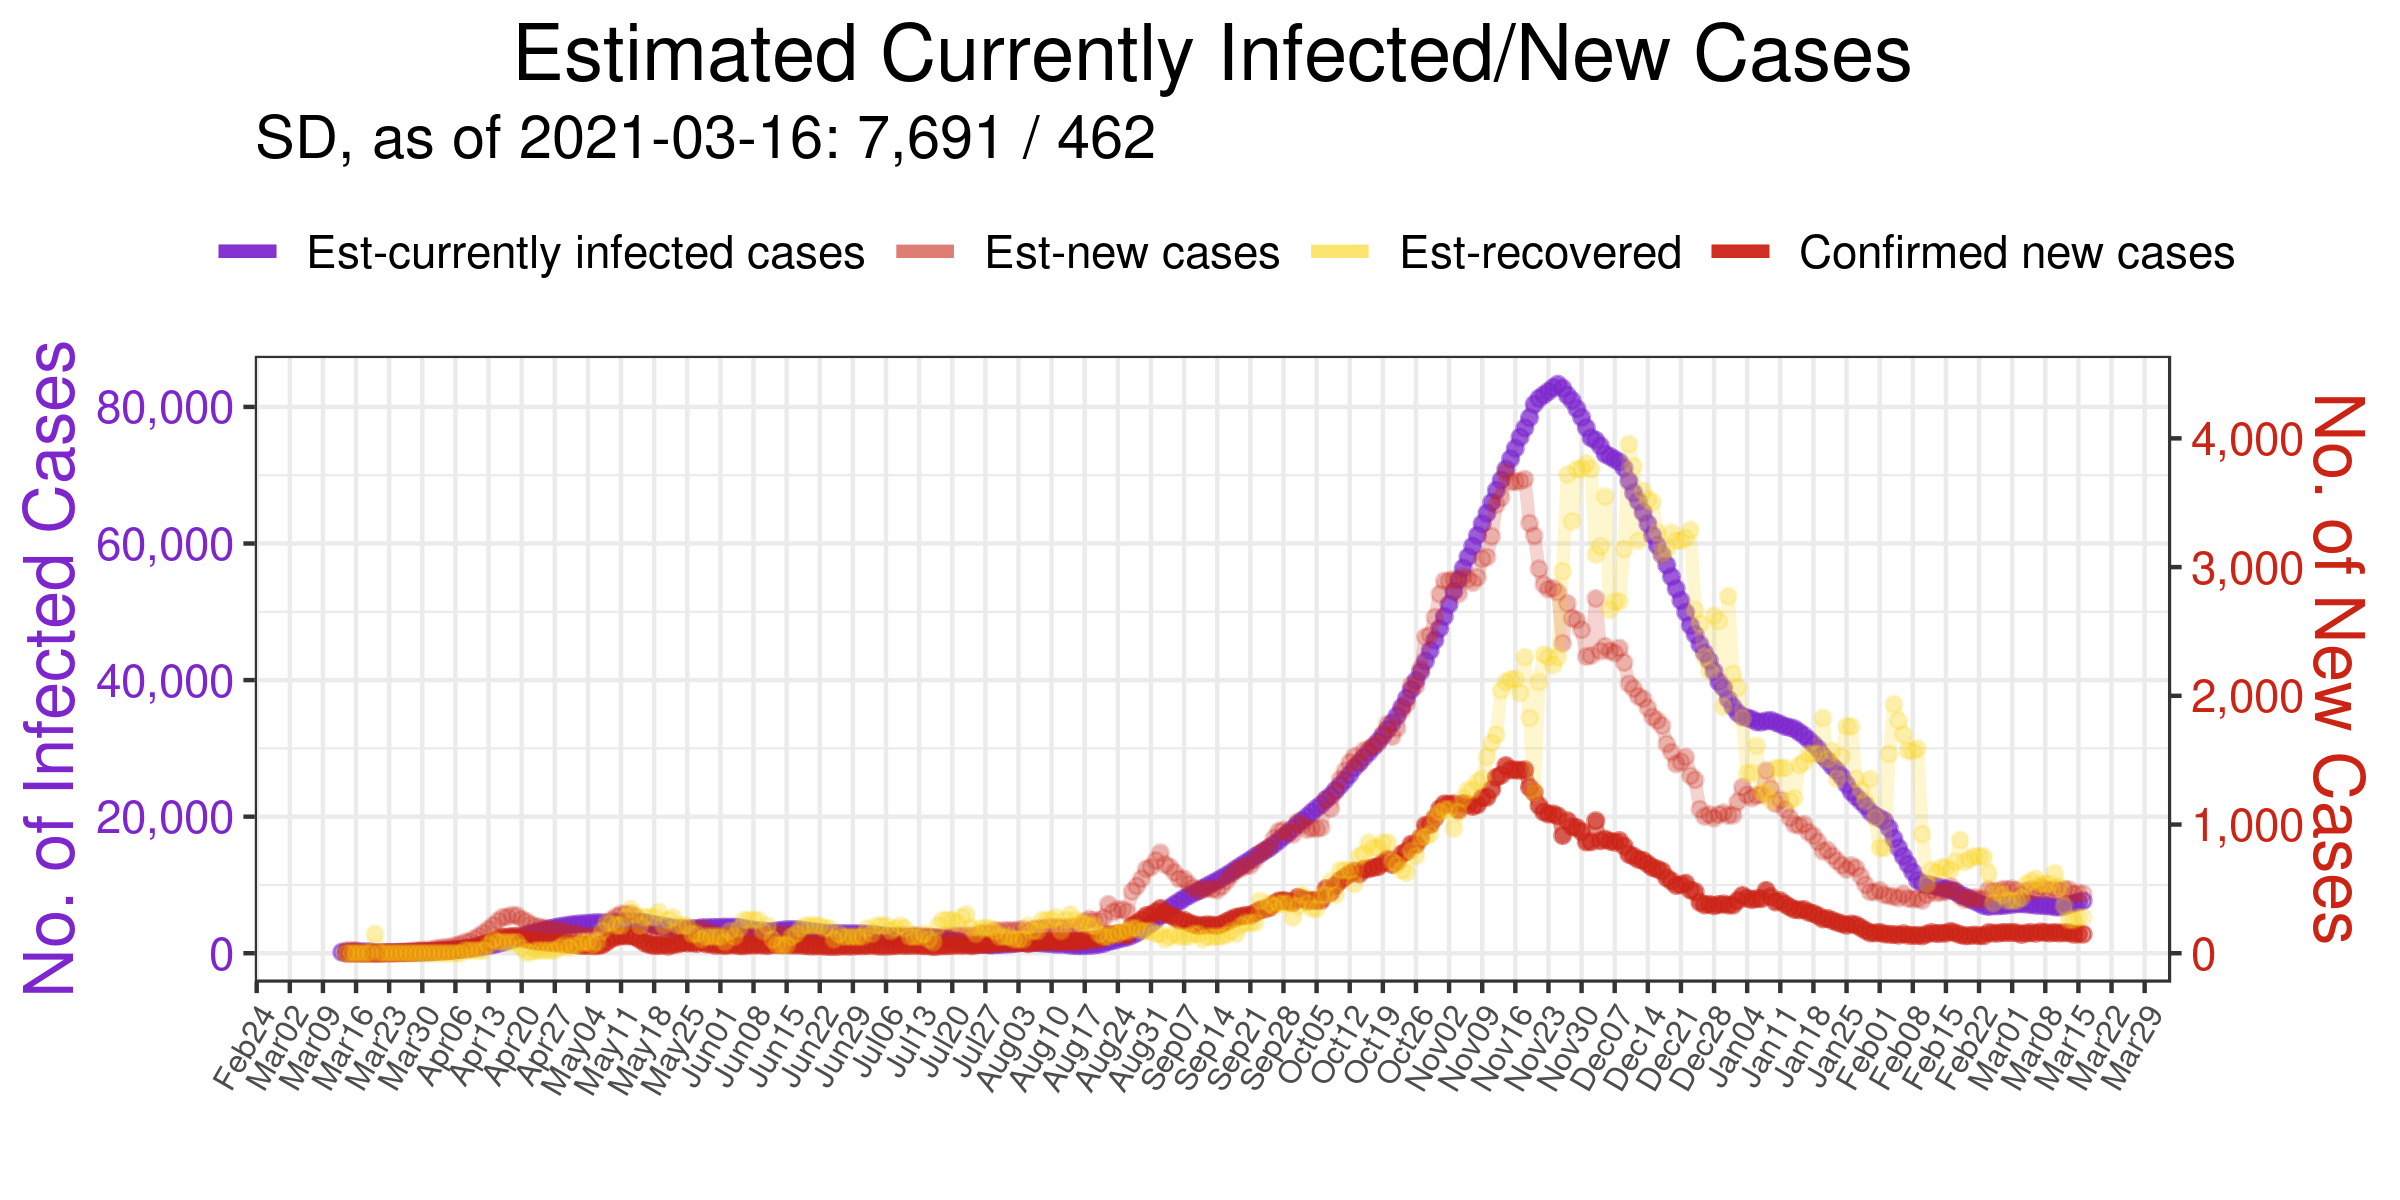 Estimated Currently Infected/New Cases
SD, as of 2021-03-16: 7,691 / 462
Est-currently infected cases
Est-new cases
Est-recovered
Confirmed new cases
No. of Infected Cases
80,000
60,000
40,000
20,000
0
4,000
3,000
2,000
1,000
0
No. of New Cases
Feb24
Mar02
Mar09
Mar16
Mar23
Mar30
Apr06
Apr13
Apr20
Apr27
May04
May11
May18
May25
Jun01
Jun08
Jun15
Jun22
Jun29
Jul06
Jul13
Jul20
Jul27
Aug03
Aug10
Aug17
Aug24
Aug31
Sep07
Sep14
Sep21
Sep28
Oct05
Oct12
Oct19
Oct26
Nov02
Nov09
Nov16
Nov23
Nov30
Dec07
Dec14
Dec21
Dec28
Jan04
Jan11
Jan18
Jan25
Feb01
Feb08
Feb15
Feb22
Mar01
Mar08
Mar15
Mar22
Mar29